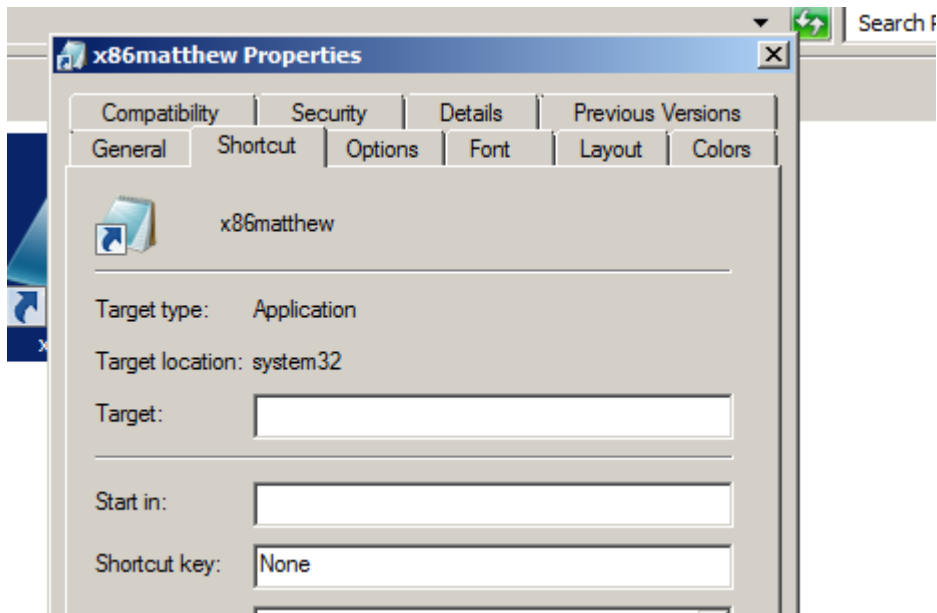 Search
x86matthew Properties
Compatibility Security Details Previous Versions
General Shortcut Options Font Layout Colors
x86matthew
Target type: Application
Target location: system32
Target:
Start in:
Shortcut key: None